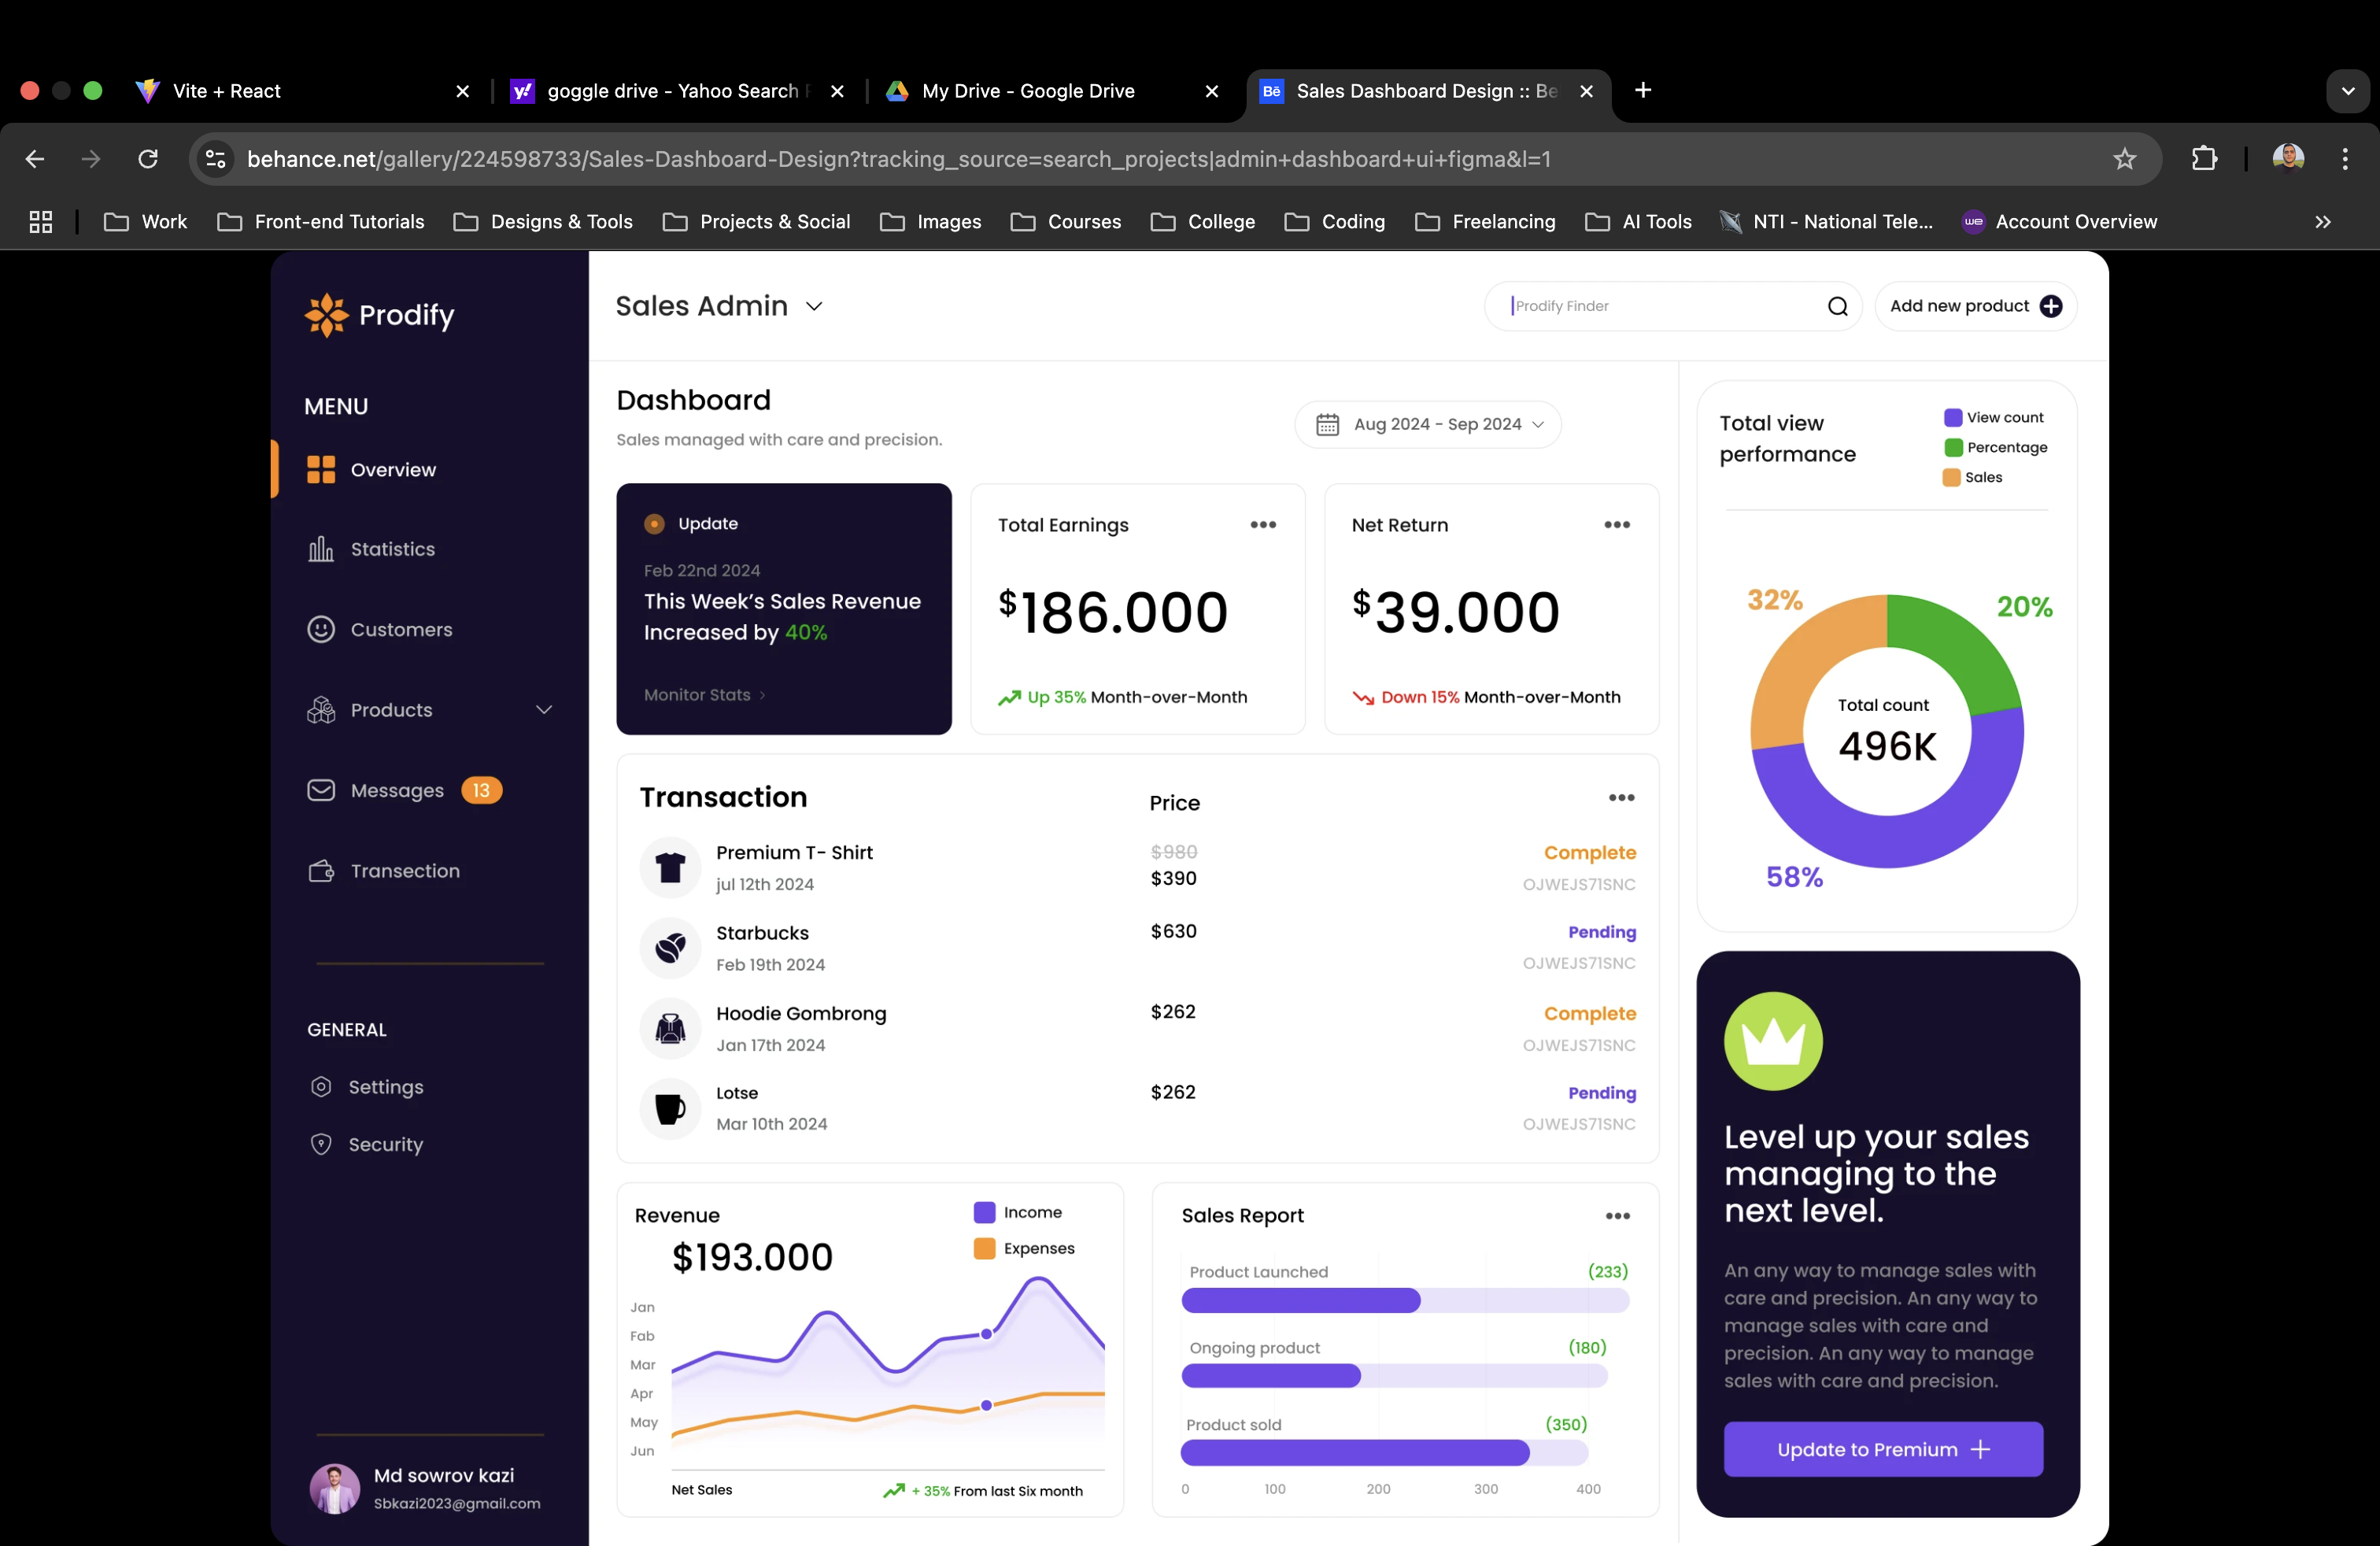 Vite + React
goggle drive - Yahoo Search
My Drive - Google Drive
Sales Dashboard Design :: Be
behance.net/gallery/224598733/Sales-Dashboard-Design?tracking_source=search_projects|admin+dashboard+ui+figma&l=1
Work
Front-end Tutorials
Designs & Tools
Projects & Social
Images
Courses
College
Coding
Freelancing
AI Tools
NTI - National Tele...
we
Account Overview
Prodify
MENU
Overview
Statistics
Customers
Products
Messages 13
Transection
GENERAL
Settings
Security
Md sowrov kazi
Sbkazi2023@gmail.com
Sales Admin
Prodify Finder
Add new product
Dashboard
Sales managed with care and precision.
Aug 2024 - Sep 2024
Update
Feb 22nd 2024
This Week's Sales Revenue
Increased by 40%
Monitor Stats >
Total Earnings
$186.000
Up 35% Month-over-Month
Net Return
$39.000
Down 15% Month-over-Month
Transaction
Price
Premium T- Shirt
jul 12th 2024
$980
$390
Complete
OJWEJS71SNC
Starbucks
Feb 19th 2024
$630
Pending
OJWEJS71SNC
Hoodie Gombrong
Jan 17th 2024
$262
Complete
OJWEJS71SNC
Lotse
Mar 10th 2024
$262
Pending
OJWEJS71SNC
Revenue
$193.000
Income
Expenses
Jan
Fab
Mar
Apr
May
Jun
Net Sales
+ 35% From last Six month
Sales Report
Product Launched
(233)
Ongoing product
(180)
Product sold
(350)
0 100 200 300 400
Total view
performance
View count
Percentage
Sales
32%
20%
Total count
496K
58%
Level up your sales
managing to the
next level.
An any way to manage sales with
care and precision. An any way to
manage sales with care and
precision. An any way to manage
sales with care and precision.
Update to Premium +